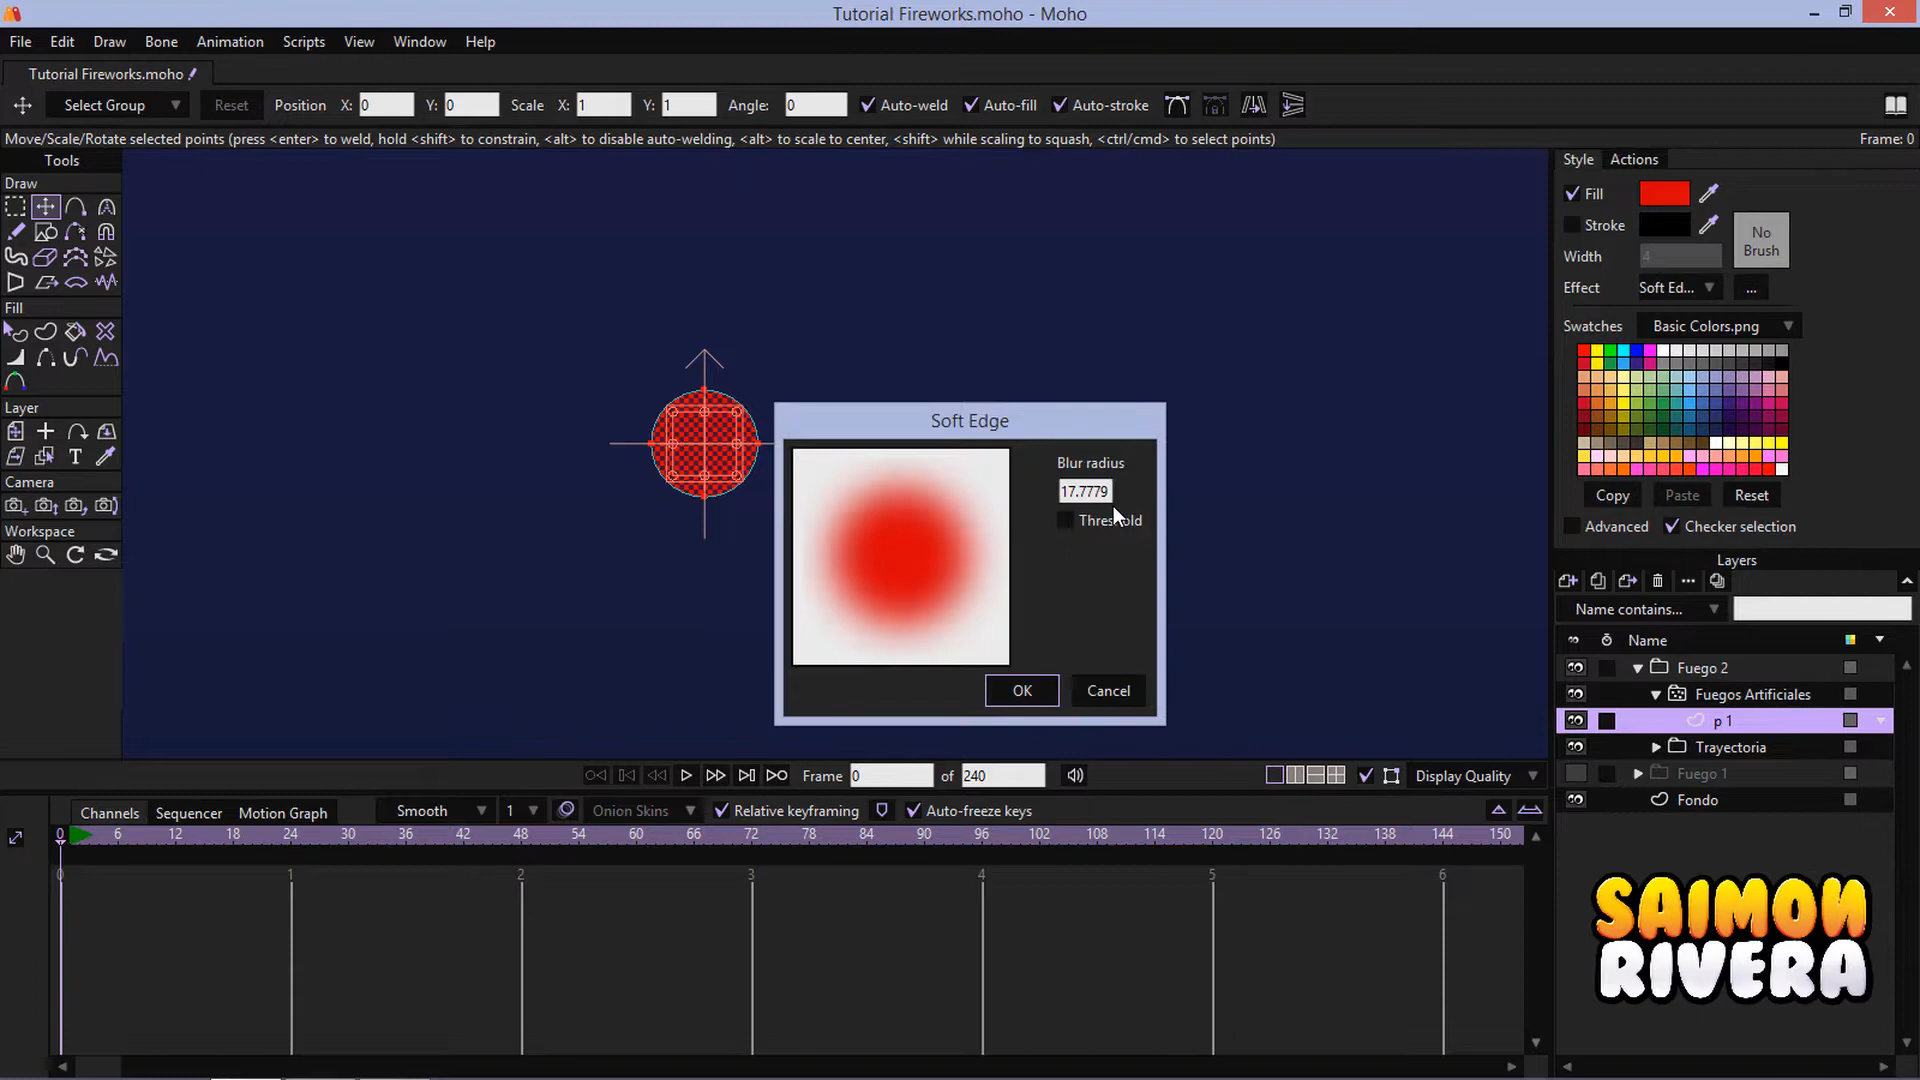 Tutorial Fireworks.moho - Moho
File Edit Draw Bone Animation Scripts View Window Help
Tutorial Fireworks.moho
Select Group Reset Position X: 0 Y: 0 Scale X: 1 Y: 1 Angle: 0 Auto-weld Auto-fill Auto-stroke
Move/Scale/Rotate selected points (press <enter> to weld, hold <shift> to constrain, <alt> to disable auto-welding, <alt> to scale to center, <shift> while scaling to squash, <ctrl/cmd> to select points) Frame: 0
Tools
Draw
Fill
Layer
T
Camera
Workspace
Style Actions
Fill
Stroke
No Brush
Width 4
Effect Soft Ed... ...
Swatches Basic Colors.png
Copy Paste Reset
Advanced Checker selection
Soft Edge
Blur radius
17.7779
Threshold
OK Cancel
Layers
Name contains...
Name
Fuego 2
Fuegos Artificiales
p 1
Trayectoria
Fuego 1
Fondo
Frame 0 of 240 Display Quality
Channels Sequencer Motion Graph Smooth 1 Onion Skins Relative keyframing Auto-freeze keys
0 6 12 18 24 30 36 42 48 54 60 66 72 78 84 90 96 102 108 114 120 126 132 138 144 150
0 1 2 3 4 5 6
SAIMON
RIVERA